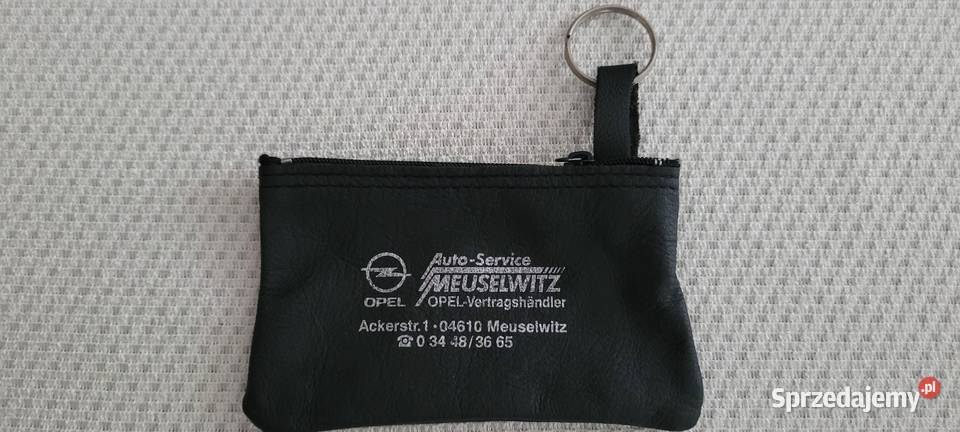 Auto-Service
MEUSELWITZ
OPEL OPEL-Vertragshändler
Ackerstr.1 • 04610 Meuselwitz
☎ 0 34 48/36 65
Sprzedajemy.pl